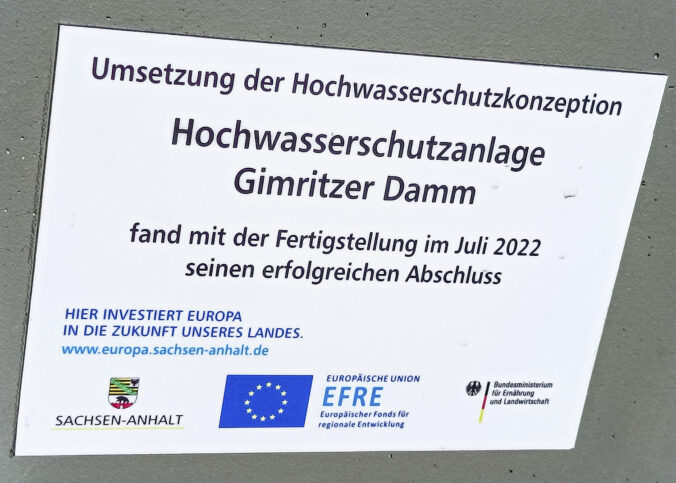 Umsetzung der Hochwasserschutzkonzeption
Hochwasserschutzanlage
Gimritzer Damm
fand mit der Fertigstellung im Juli 2022
seinen erfolgreichen Abschluss
HIER INVESTIERT EUROPA
IN DIE ZUKUNFT UNSERES LANDES.
www.europa.sachsen-anhalt.de
SACHSEN-ANHALT
EUROPÄISCHE UNION
EFRE
Europäischer Fonds für
regionale Entwicklung
Bundesministerium
für Ernährung
und Landwirtschaft